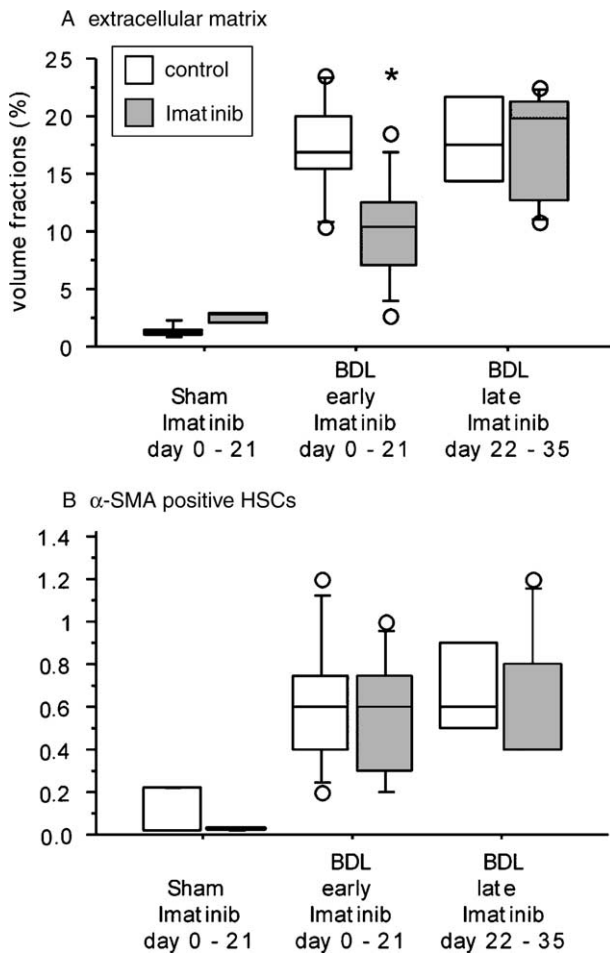 A extracellular matrix
volume fractions (%)
25
20
15
10
5
0
control
Imatinib
*
Sham
Imatinib
day 0 - 21
BDL
early
Imatinib
day 0 - 21
BDL
late
Imatinib
day 22 - 35
B α-SMA positive HSCs
1.4
1.2
1
0.8
0.6
0.4
0.2
0.0
Sham
Imatinib
day 0 - 21
BDL
early
Imatinib
day 0 - 21
BDL
late
Imatinib
day 22 - 35